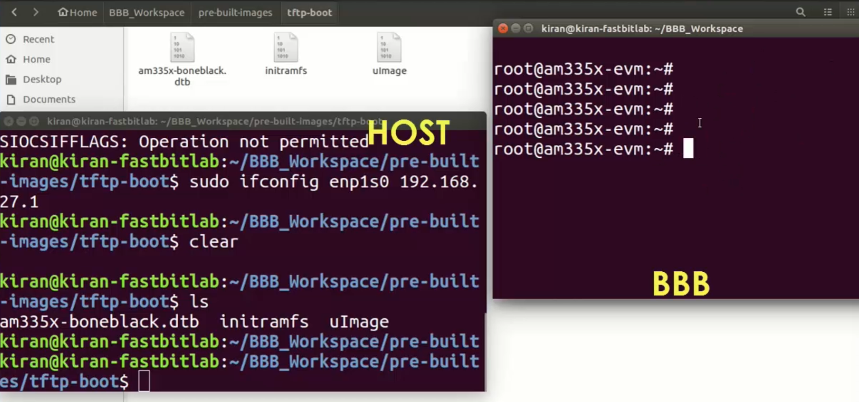 Home BBB_Workspace pre-built-images tftp-boot
Recent
Home
Desktop
Documents
am335x-boneblack.
dtb
initramfs
uImage
kiran@kiran-fastbitlab: ~/BBB_Workspace/pre-built-images/tftp-boot
HOST
SIOCSIFFLAGS: Operation not permitted
kiran@kiran-fastbitlab:~/BBB_Workspace/pre-built
-images/tftp-boot$ sudo ifconfig enp1s0 192.168.
27.1
kiran@kiran-fastbitlab:~/BBB_Workspace/pre-built
-images/tftp-boot$ clear
kiran@kiran-fastbitlab:~/BBB_Workspace/pre-built
-images/tftp-boot$ ls
am335x-boneblack.dtb initramfs uImage
kiran@kiran-fastbitlab:~/BBB_Workspace/pre-built
kiran@kiran-fastbitlab:~/BBB_Workspace/pre-built
es/tftp-boot$
kiran@kiran-fastbitlab: ~/BBB_Workspace
root@am335x-evm:~#
root@am335x-evm:~#
root@am335x-evm:~#
root@am335x-evm:~#
root@am335x-evm:~#
BBB